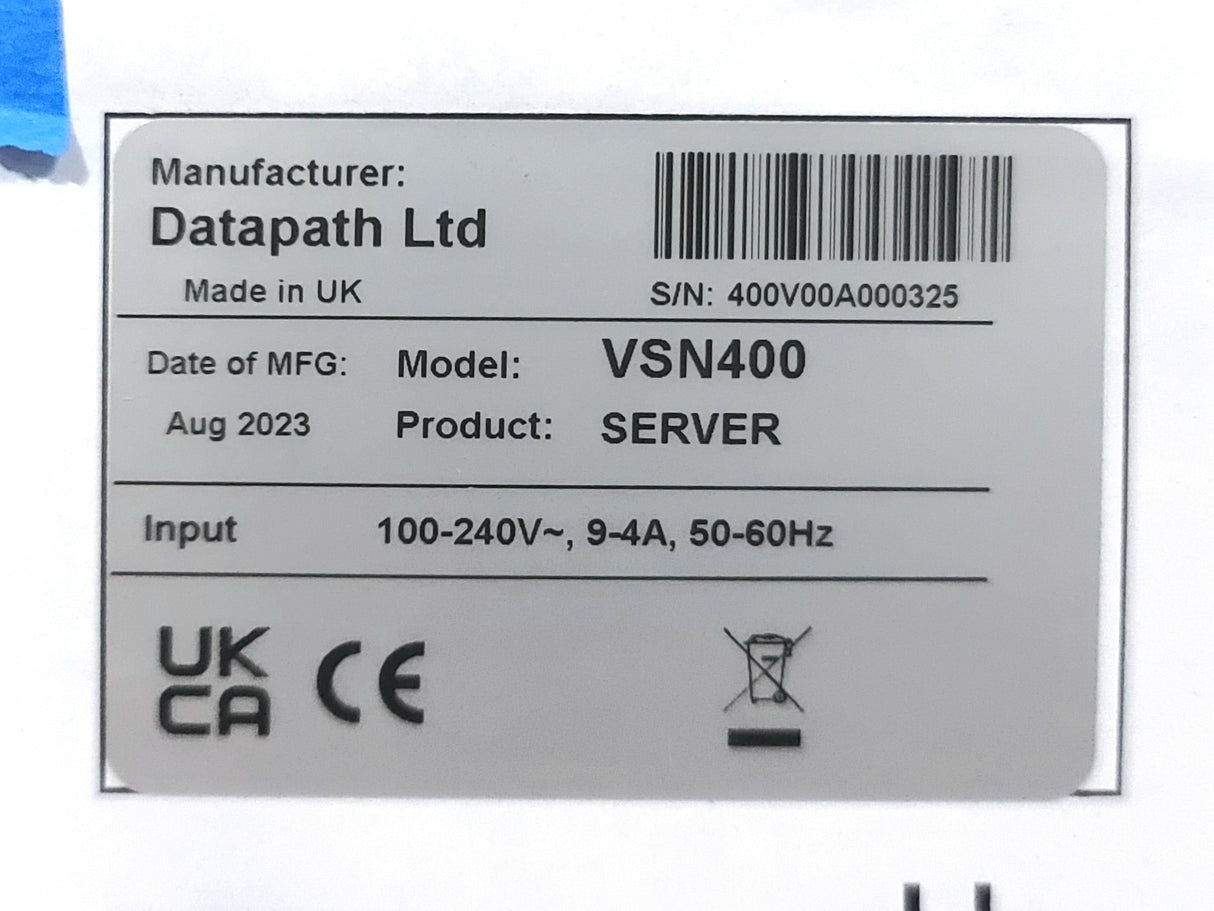 Manufacturer:
Datapath Ltd
Made in UK
S/N: 400V00A000325
Date of MFG:
Aug 2023
Model: VSN400
Product: SERVER
Input 100-240V~, 9-4A, 50-60Hz
UK
CA
CE